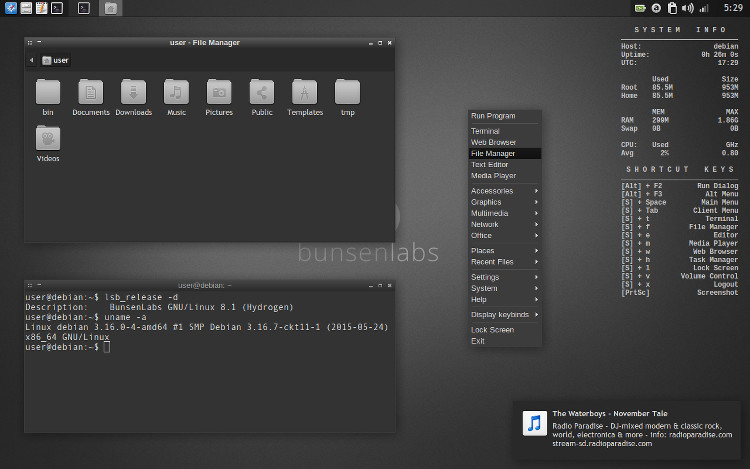 5:29
user - File Manager
user
bin
Documents
Downloads
Music
Pictures
Public
Templates
tmp
Videos
bunsenlabs
user@debian: ~
user@debian:~$ lsb_release -d
Description: BunsenLabs GNU/Linux 8.1 (Hydrogen)
user@debian:~$ uname -a
Linux debian 3.16.0-4-amd64 #1 SMP Debian 3.16.7-ckt11-1 (2015-05-24)
x86_64 GNU/Linux
user@debian:~$
Run Program
Terminal
Web Browser
File Manager
Text Editor
Media Player
Accessories
Graphics
Multimedia
Network
Office
Places
Recent Files
Settings
System
Help
Display keybinds
Lock Screen
Exit
SYSTEM INFO
Host: debian
Uptime: 0h 26m 0s
UTC: 17:29
Used Size
Root 85.5M 953M
Home 85.5M 953M
MEM MAX
RAM 299M 1.86G
Swap 0B 0B
CPU: Used GHz
Avg 2% 0.80
SHORTCUT KEYS
[Alt] + F2 Run Dialog
[Alt] + F3 Alt Menu
[S] + Space Main Menu
[S] + Tab Client Menu
[S] + t Terminal
[S] + f File Manager
[S] + e Editor
[S] + m Media Player
[S] + w Web Browser
[S] + h Task Manager
[S] + l Lock Screen
[S] + v Volume Control
[S] + x Logout
[PrtSc] Screenshot
The Waterboys - November Tale
Radio Paradise - DJ-mixed modern & classic rock,
world, electronica & more - info: radioparadise.com
stream-sd.radioparadise.com